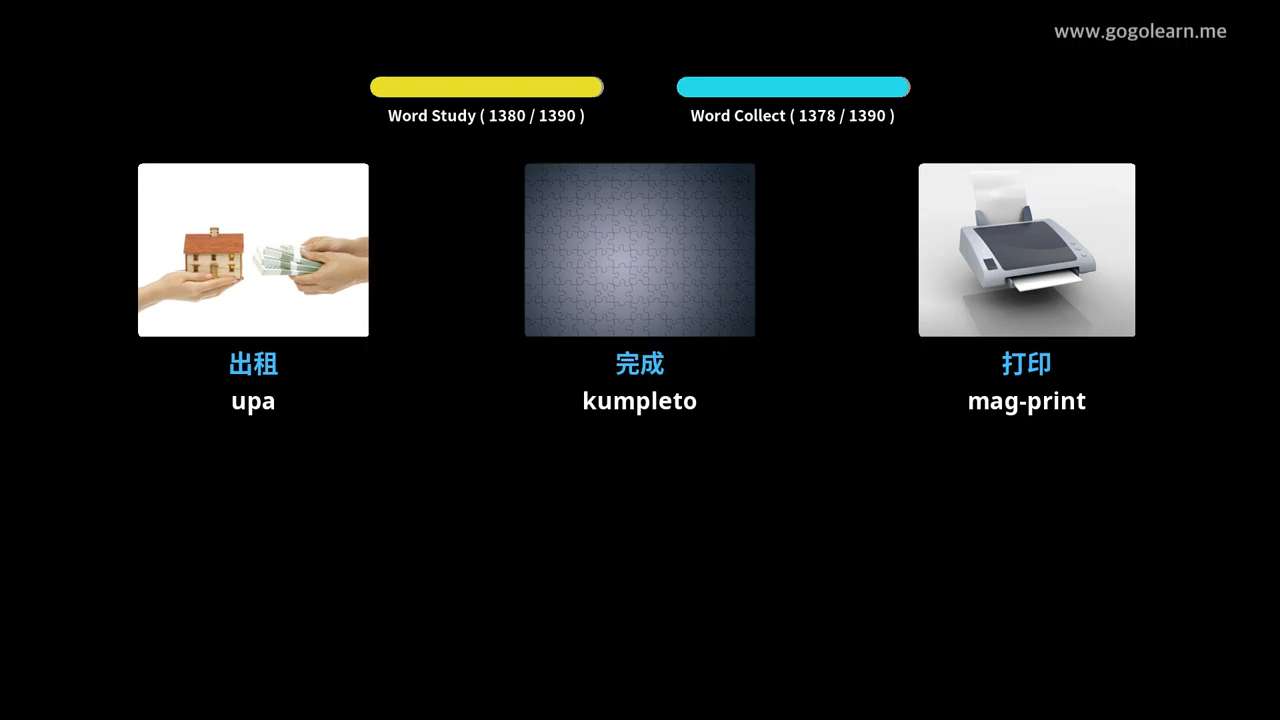 www.gogolearn.me
Word Study ( 1380 / 1390 )
Word Collect ( 1378 / 1390 )
出租
upa
完成
kumpleto
打印
mag-print